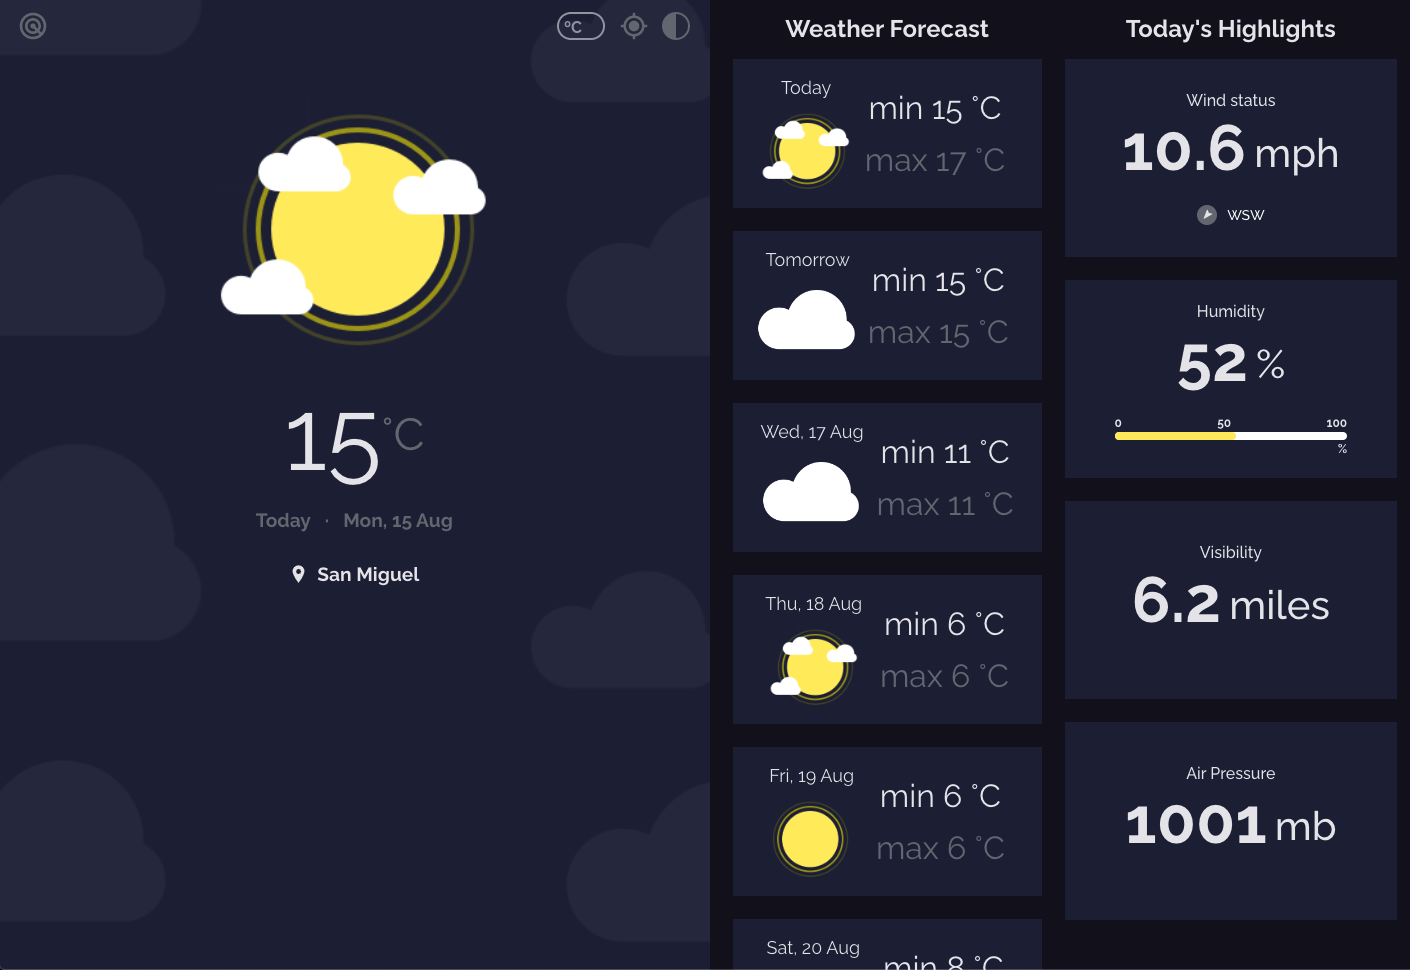 ºC
15°C
Today · Mon, 15 Aug
San Miguel
Weather Forecast
Today
min 15 °C
max 17 °C
Tomorrow
min 15 °C
max 15 °C
Wed, 17 Aug
min 11 °C
max 11 °C
Thu, 18 Aug
min 6 °C
max 6 °C
Fri, 19 Aug
min 6 °C
max 6 °C
Sat, 20 Aug
min 8 °C
Today's Highlights
Wind status
10.6 mph
WSW
Humidity
52 %
0 50 100
%
Visibility
6.2 miles
Air Pressure
1001 mb